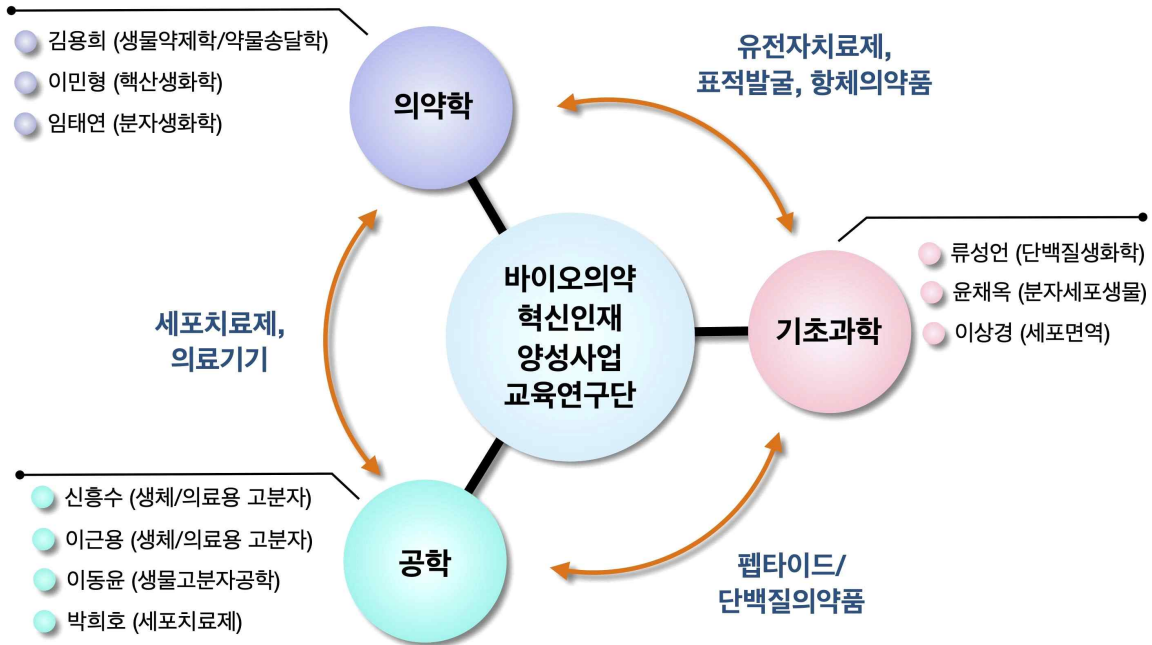 김용희 (생물약제학/약물송달학)
이민형 (핵산생화학)
임태연 (분자생화학)
의약학
유전자치료제,
표적발굴, 항체의약품
바이오의약
혁신인재
양성사업
교육연구단
기초과학
류성언 (단백질생화학)
윤채옥 (분자세포생물)
이상경 (세포면역)
세포치료제,
의료기기
신흥수 (생체/의료용 고분자)
이근용 (생체/의료용 고분자)
이동윤 (생물고분자공학)
박희호 (세포치료제)
공학
펩타이드/
단백질의약품